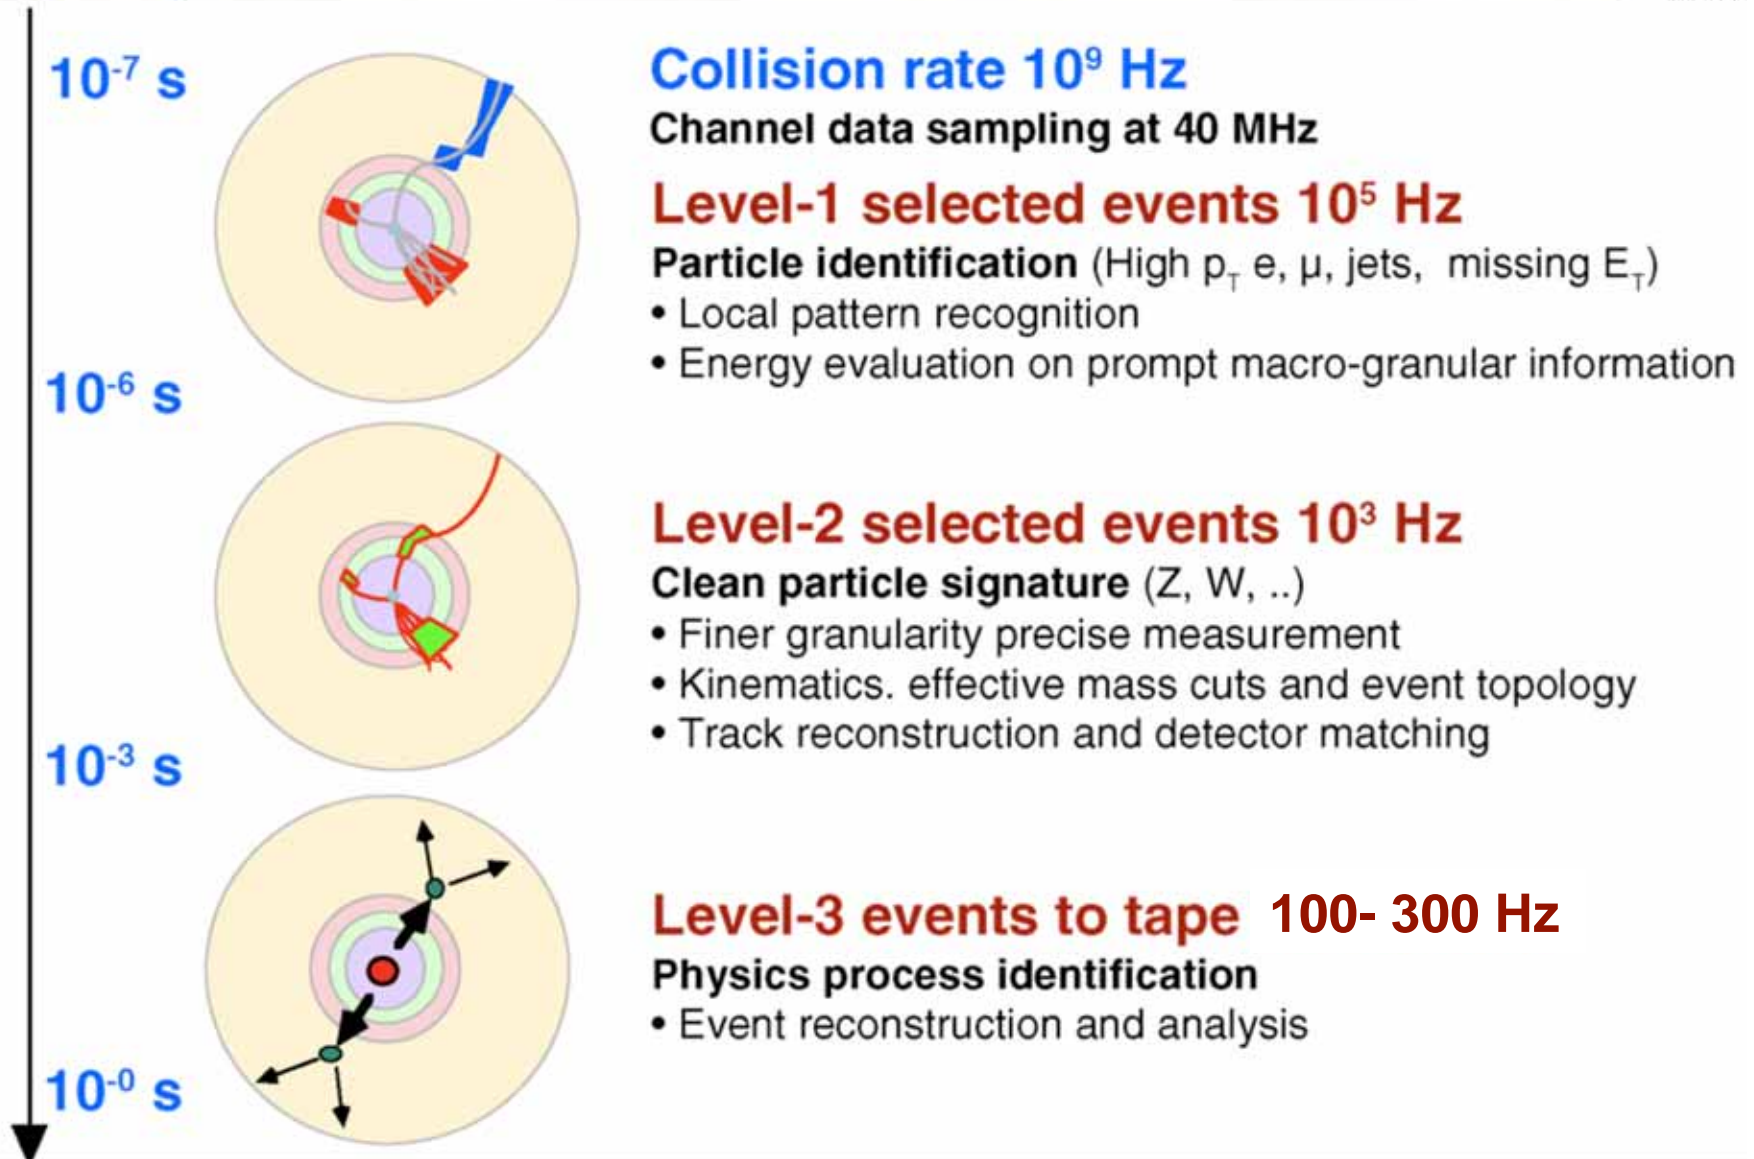 10⁻⁷ s
Collision rate 10⁹ Hz
Channel data sampling at 40 MHz
Level-1 selected events 10⁵ Hz
Particle identification (High p_T e, μ, jets, missing E_T)
• Local pattern recognition
• Energy evaluation on prompt macro-granular information
10⁻⁶ s
Level-2 selected events 10³ Hz
Clean particle signature (Z, W, ..)
• Finer granularity precise measurement
• Kinematics. effective mass cuts and event topology
• Track reconstruction and detector matching
10⁻³ s
Level-3 events to tape 100- 300 Hz
Physics process identification
• Event reconstruction and analysis
10⁻⁰ s